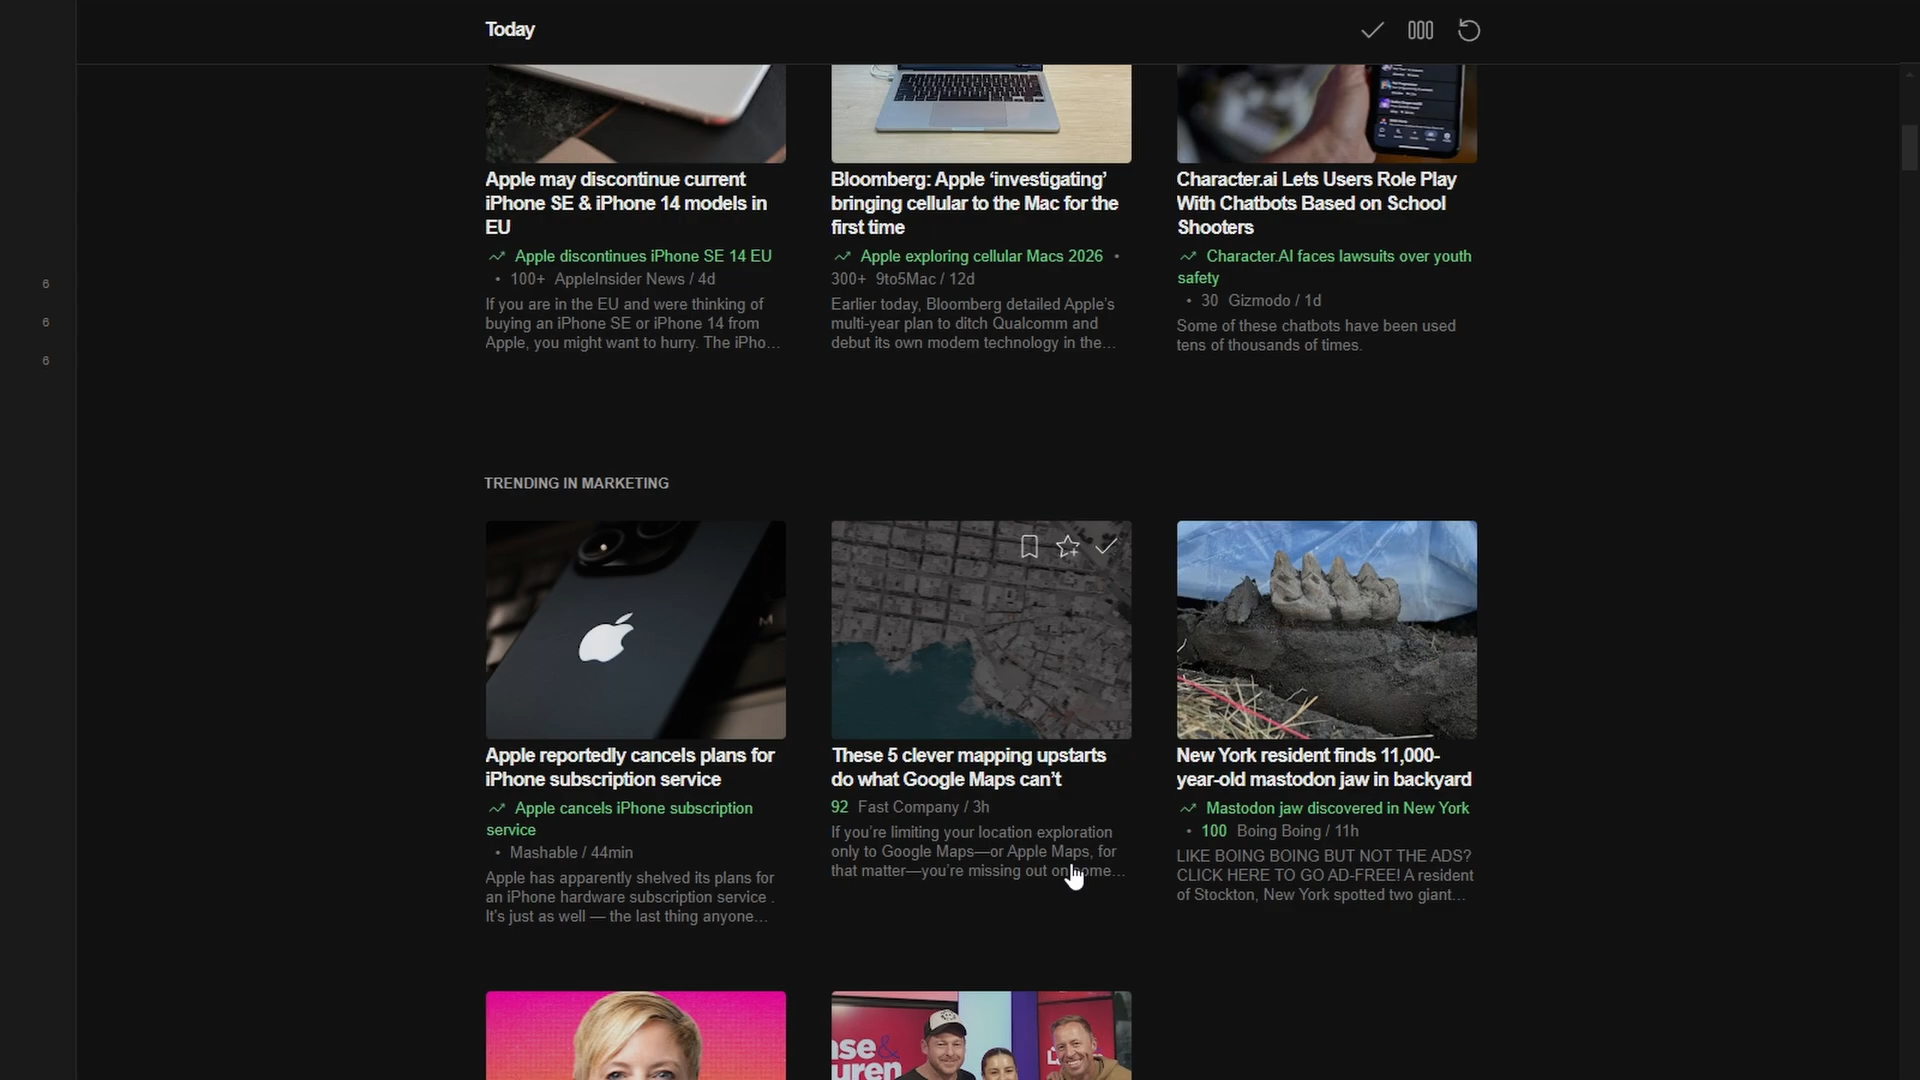 Today
Apple may discontinue current
iPhone SE & iPhone 14 models in
EU
Apple discontinues iPhone SE 14 EU
• 100+ AppleInsider News / 4d
If you are in the EU and were thinking of
buying an iPhone SE or iPhone 14 from
Apple, you might want to hurry. The iPho…
Bloomberg: Apple ‘investigating’
bringing cellular to the Mac for the
first time
Apple exploring cellular Macs 2026 •
300+ 9to5Mac / 12d
Earlier today, Bloomberg detailed Apple’s
multi-year plan to ditch Qualcomm and
debut its own modem technology in the…
Character.ai Lets Users Role Play
With Chatbots Based on School
Shooters
Character.AI faces lawsuits over youth
safety
• 30 Gizmodo / 1d
Some of these chatbots have been used
tens of thousands of times.
6
6
6
TRENDING IN MARKETING
Apple reportedly cancels plans for
iPhone subscription service
Apple cancels iPhone subscription
service
• Mashable / 44min
Apple has apparently shelved its plans for
an iPhone hardware subscription service .
It's just as well — the last thing anyone…
These 5 clever mapping upstarts
do what Google Maps can’t
92 Fast Company / 3h
If you’re limiting your location exploration
only to Google Maps—or Apple Maps, for
that matter—you’re missing out on
New York resident finds 11,000-
year-old mastodon jaw in backyard
Mastodon jaw discovered in New York
• 100 Boing Boing / 11h
LIKE BOING BOING BUT NOT THE ADS?
CLICK HERE TO GO AD-FREE! A resident
of Stockton, New York spotted two giant…
ase &
uren